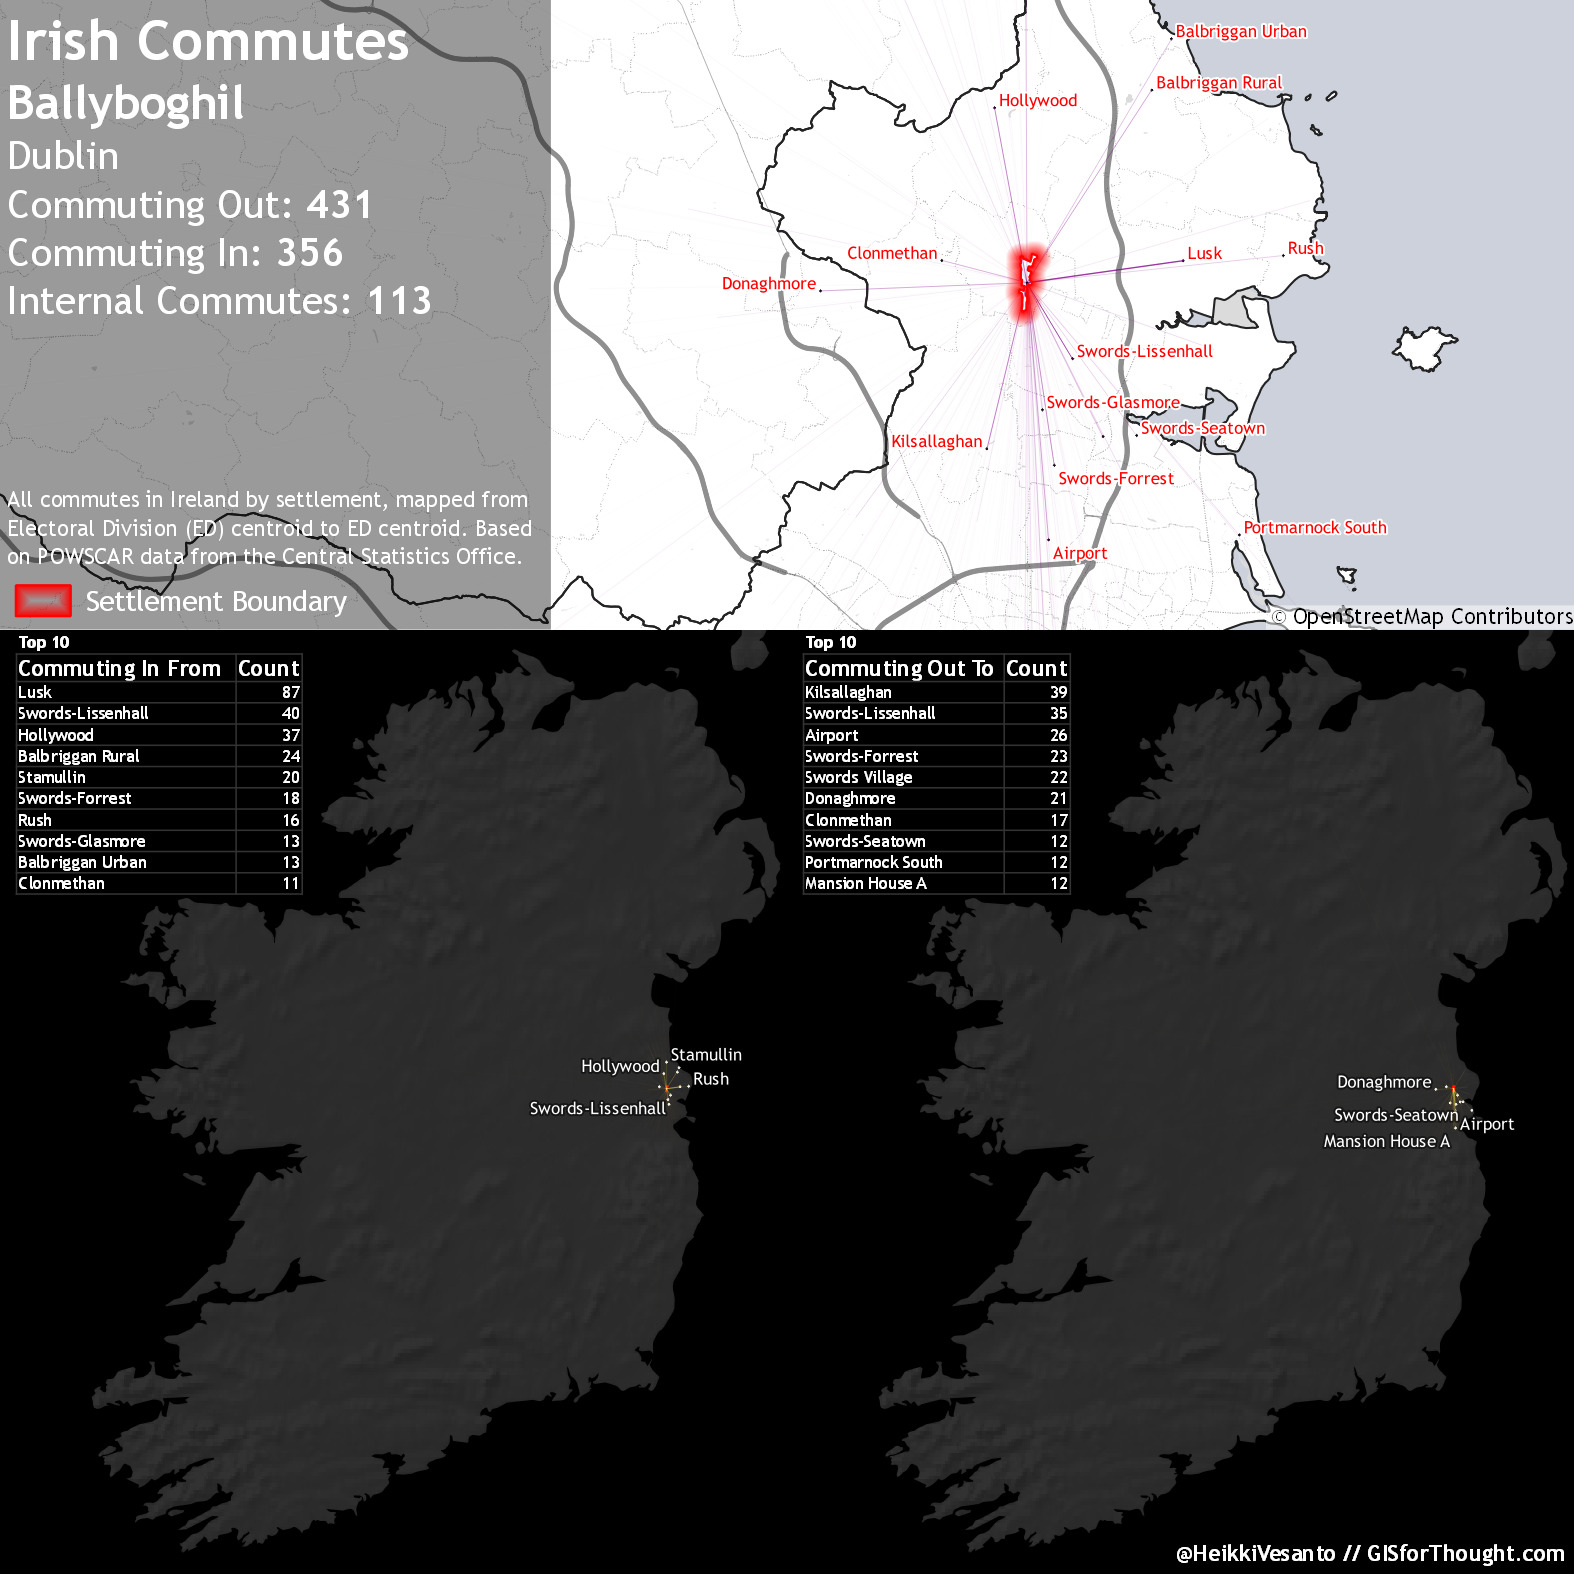 Irish Commutes
Ballyboghil
Dublin
Commuting Out: 431
Commuting In: 356
Internal Commutes: 113
All commutes in Ireland by settlement, mapped from
Electoral Division (ED) centroid to ED centroid. Based
on POWSCAR data from the Central Statistics Office.
Settlement Boundary
Balbriggan Urban
Balbriggan Rural
Hollywood
Clonmethan
Lusk
Rush
Donaghmore
Swords-Lissenhall
Swords-Glasmore
Swords-Seatown
Kilsallaghan
Swords-Forrest
Portmarnock South
Airport
© OpenStreetMap Contributors
Top 10
Commuting In From Count
Lusk 87
Swords-Lissenhall 40
Hollywood 37
Balbriggan Rural 24
Stamullin 20
Swords-Forrest 18
Rush 16
Swords-Glasmore 13
Balbriggan Urban 13
Clonmethan 11
Stamullin
Hollywood
Rush
Swords-Lissenhall
Top 10
Commuting Out To Count
Kilsallaghan 39
Swords-Lissenhall 35
Airport 26
Swords-Forrest 23
Swords Village 22
Donaghmore 21
Clonmethan 17
Swords-Seatown 12
Portmarnock South 12
Mansion House A 12
Donaghmore
Swords-Seatown
Airport
Mansion House A
@HeikkiVesanto // GISforThought.com